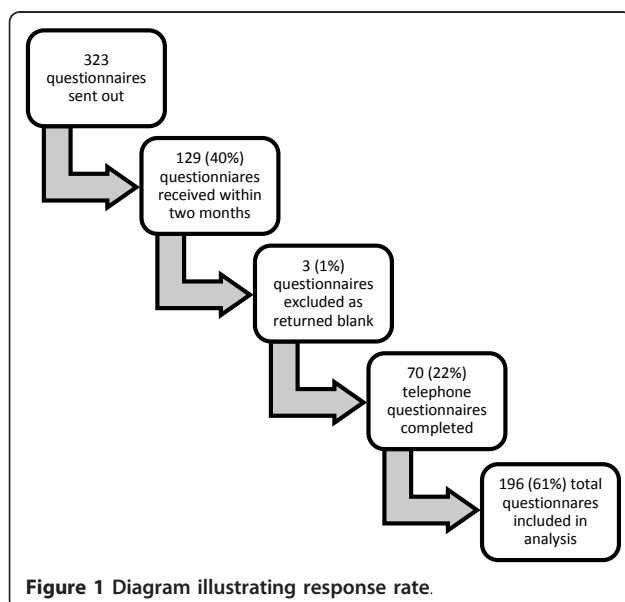 323
questionnaires
sent out
129 (40%)
questionniares
received within
two months
3 (1%)
questionnaires
excluded as
returned blank
70 (22%)
telephone
questionnaires
completed
196 (61%) total
questionnares
included in
analysis
Figure 1 Diagram illustrating response rate.